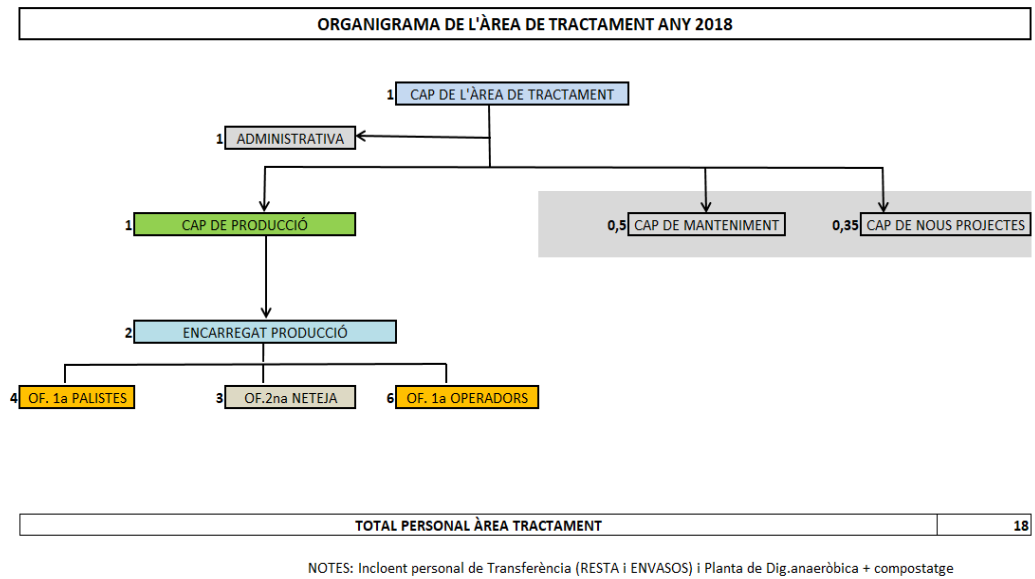 ORGANIGRAMA DE L'ÀREA DE TRACTAMENT ANY 2018
1 CAP DE L'ÀREA DE TRACTAMENT
1 ADMINISTRATIVA
1 CAP DE PRODUCCIÓ
0,5 CAP DE MANTENIMENT
0,35 CAP DE NOUS PROJECTES
2 ENCARREGAT PRODUCCIÓ
4 OF. 1a PALISTES
3 OF.2na NETEJA
6 OF. 1a OPERADORS
TOTAL PERSONAL ÀREA TRACTAMENT 18
NOTES: Incloent personal de Transferència (RESTA i ENVASOS) i Planta de Dig.anaeròbica + compostatge